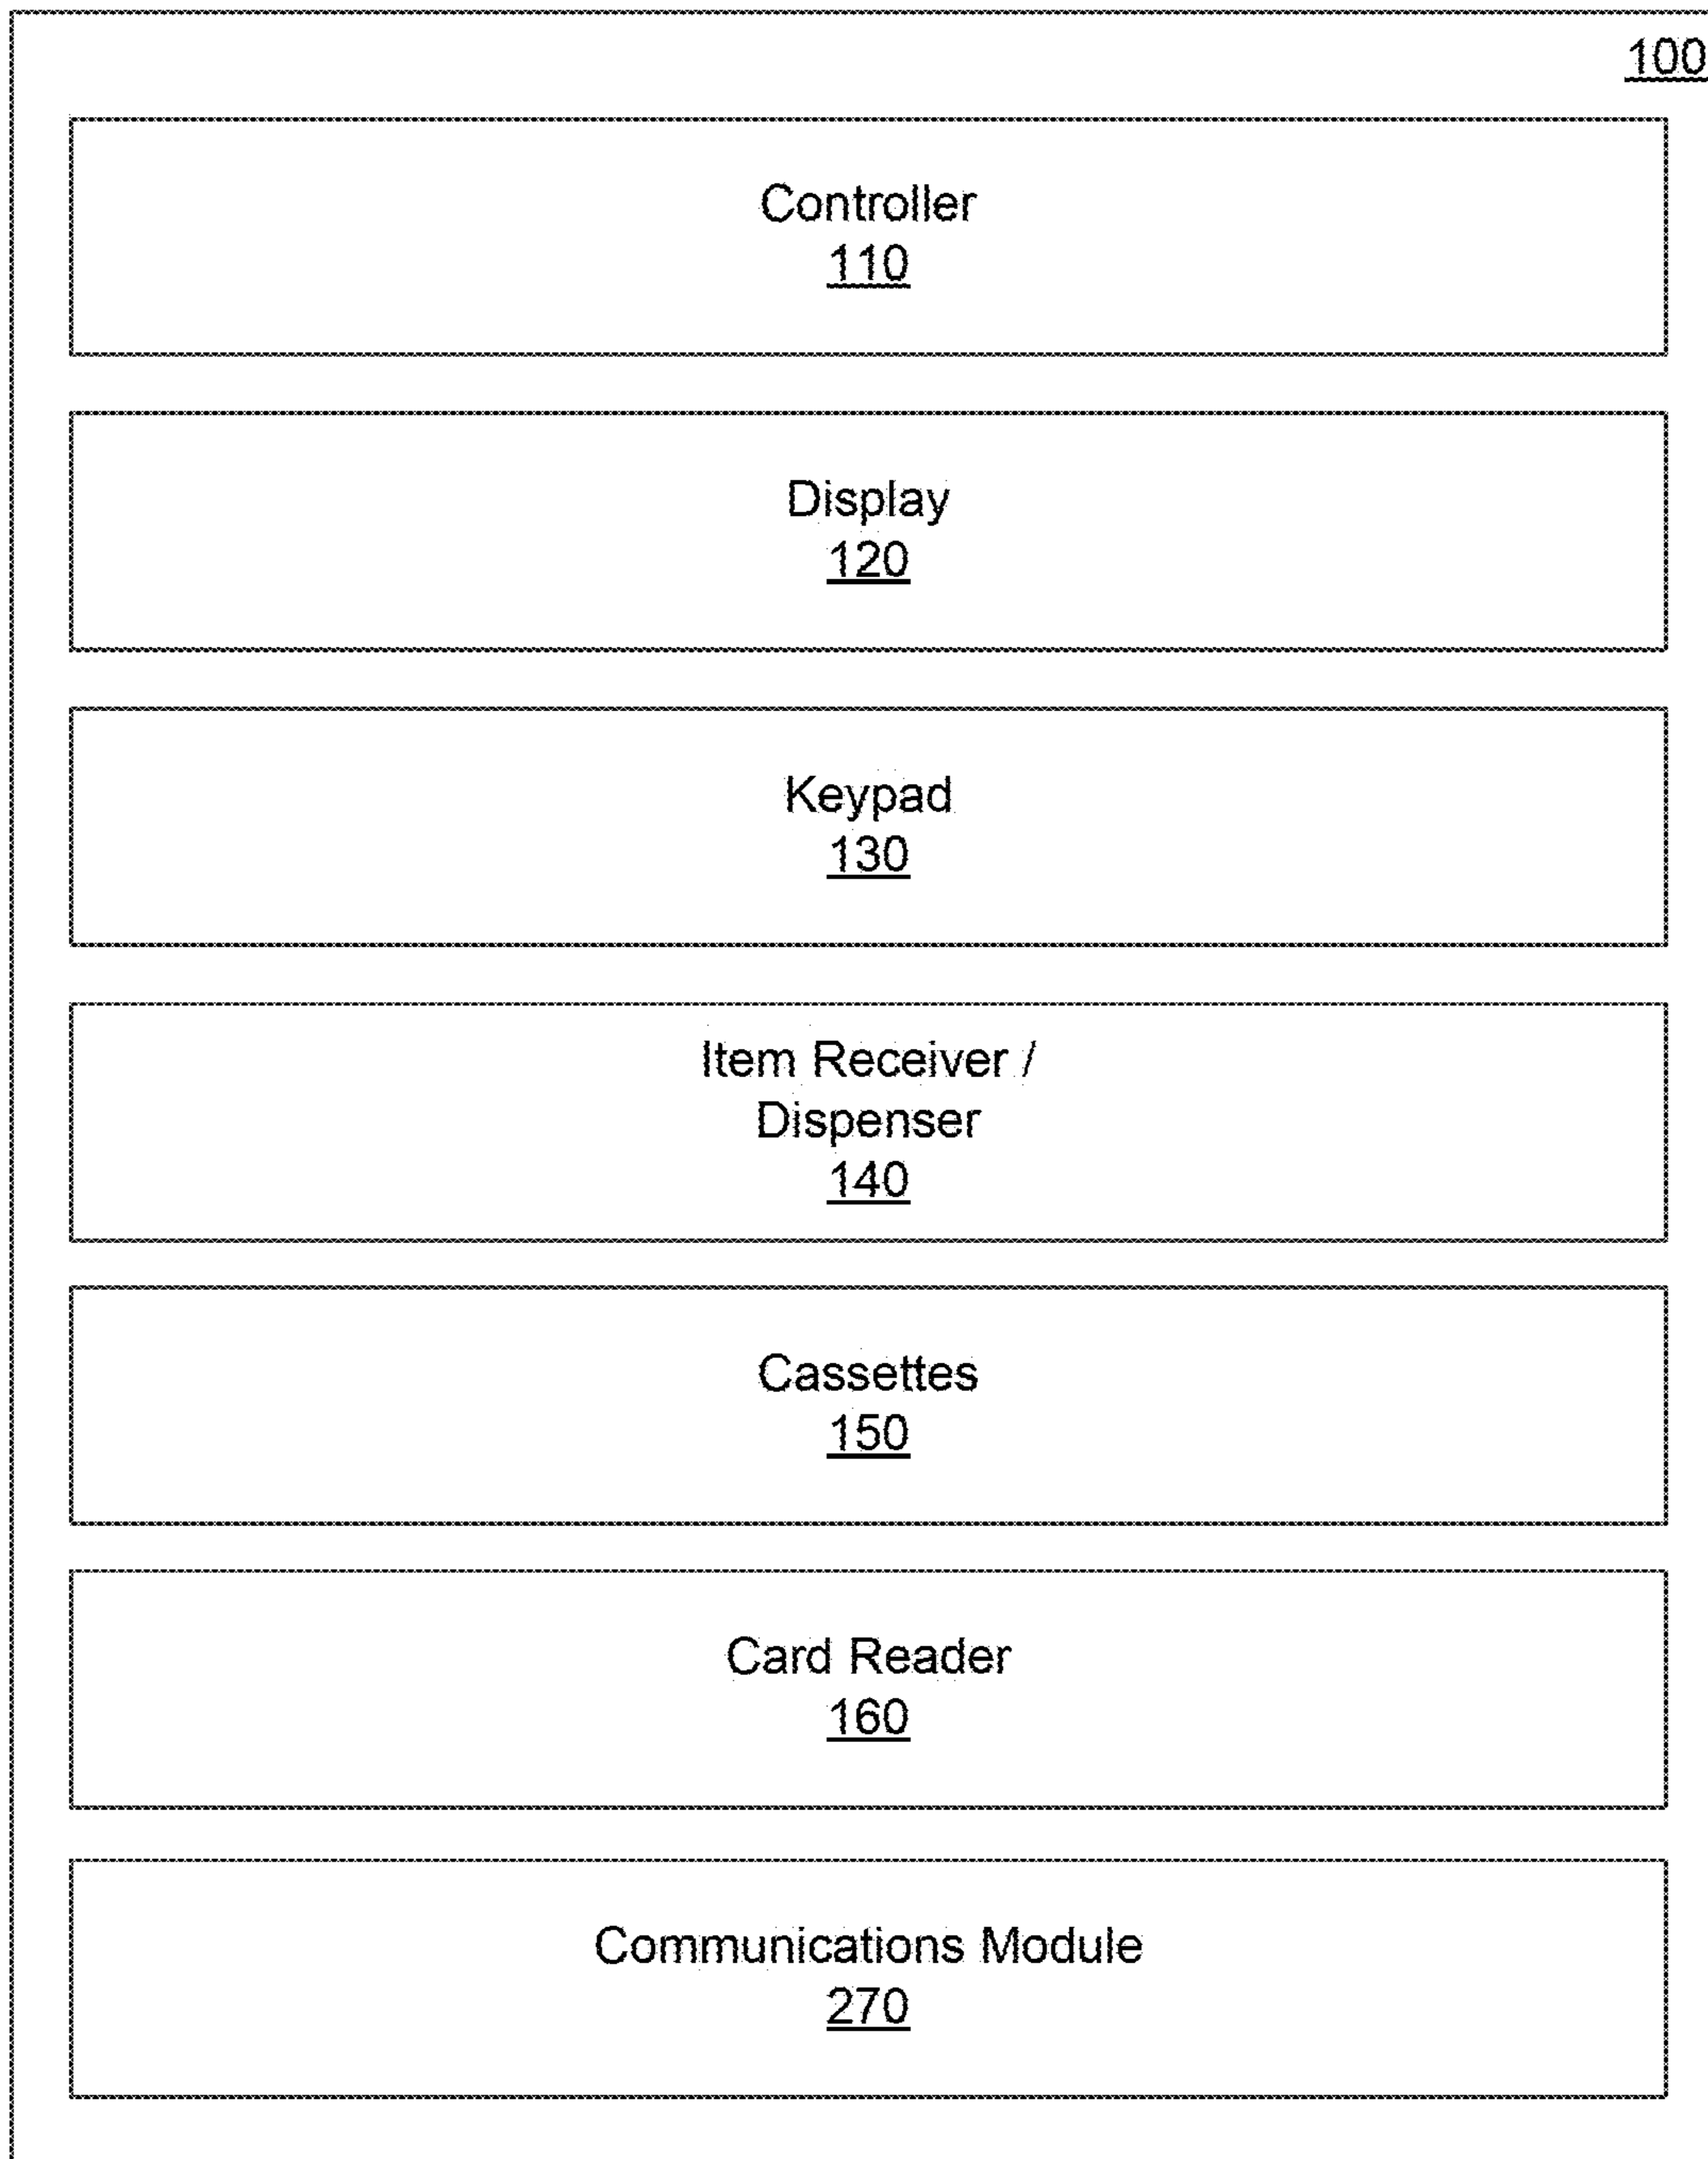 100
Controller
110
Display
120
Keypad
130
Item Receiver /
Dispenser
140
Cassettes
150
Card Reader
160
Communications Module
270